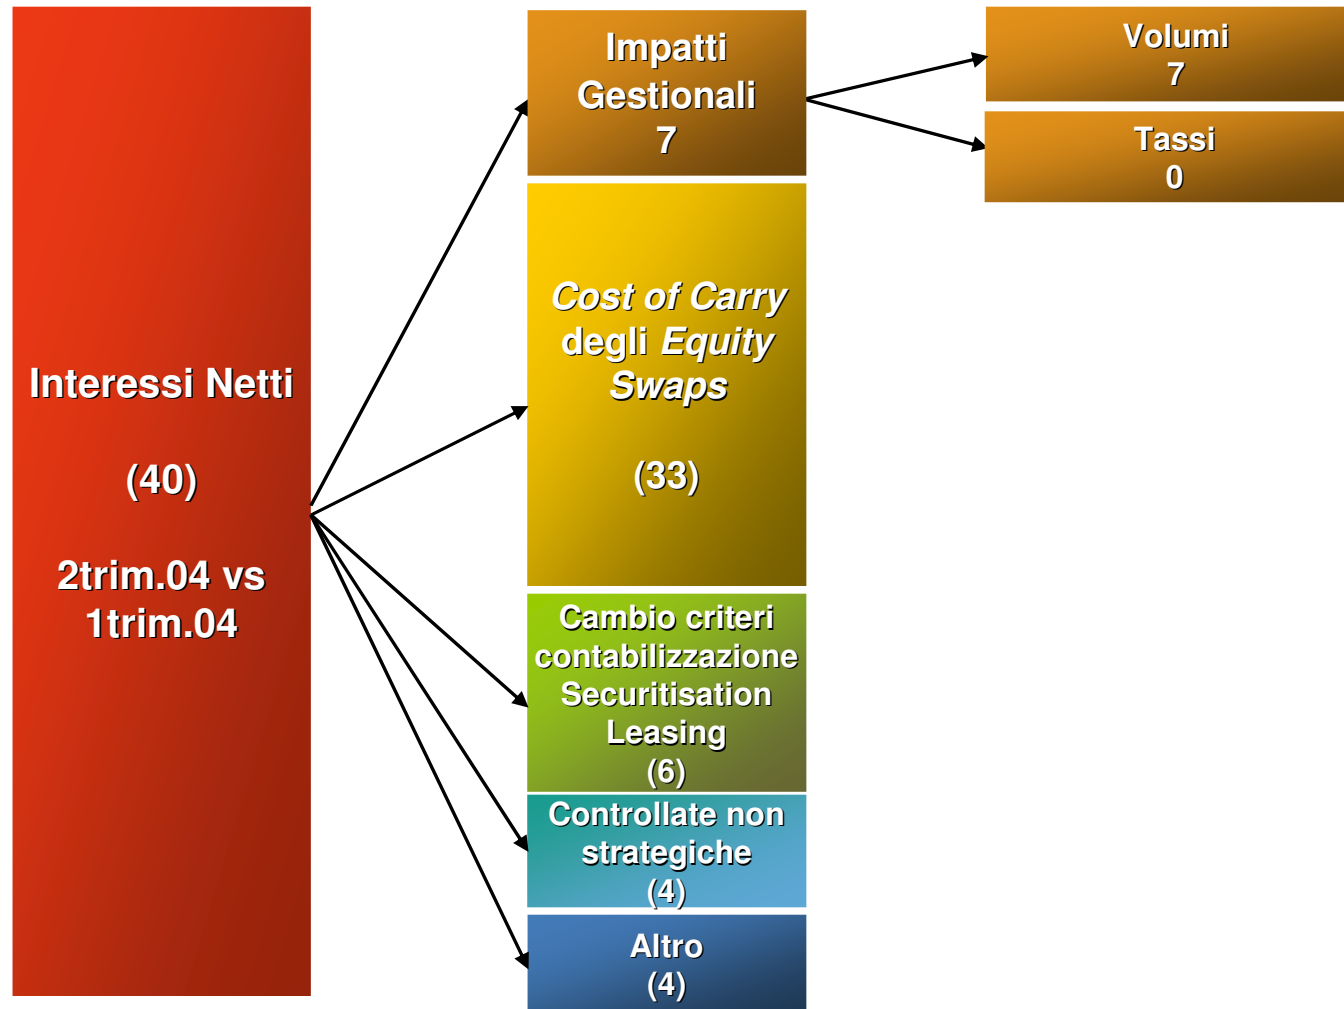 Interessi Netti
(40)
2trim.04 vs
1trim.04
Impatti
Gestionali
7
Volumi
7
Tassi
0
Cost of Carry
degli Equity
Swaps
(33)
Cambio criteri
contabilizzazione
Securitisation
Leasing
(6)
Controllate non
strategiche
(4)
Altro
(4)